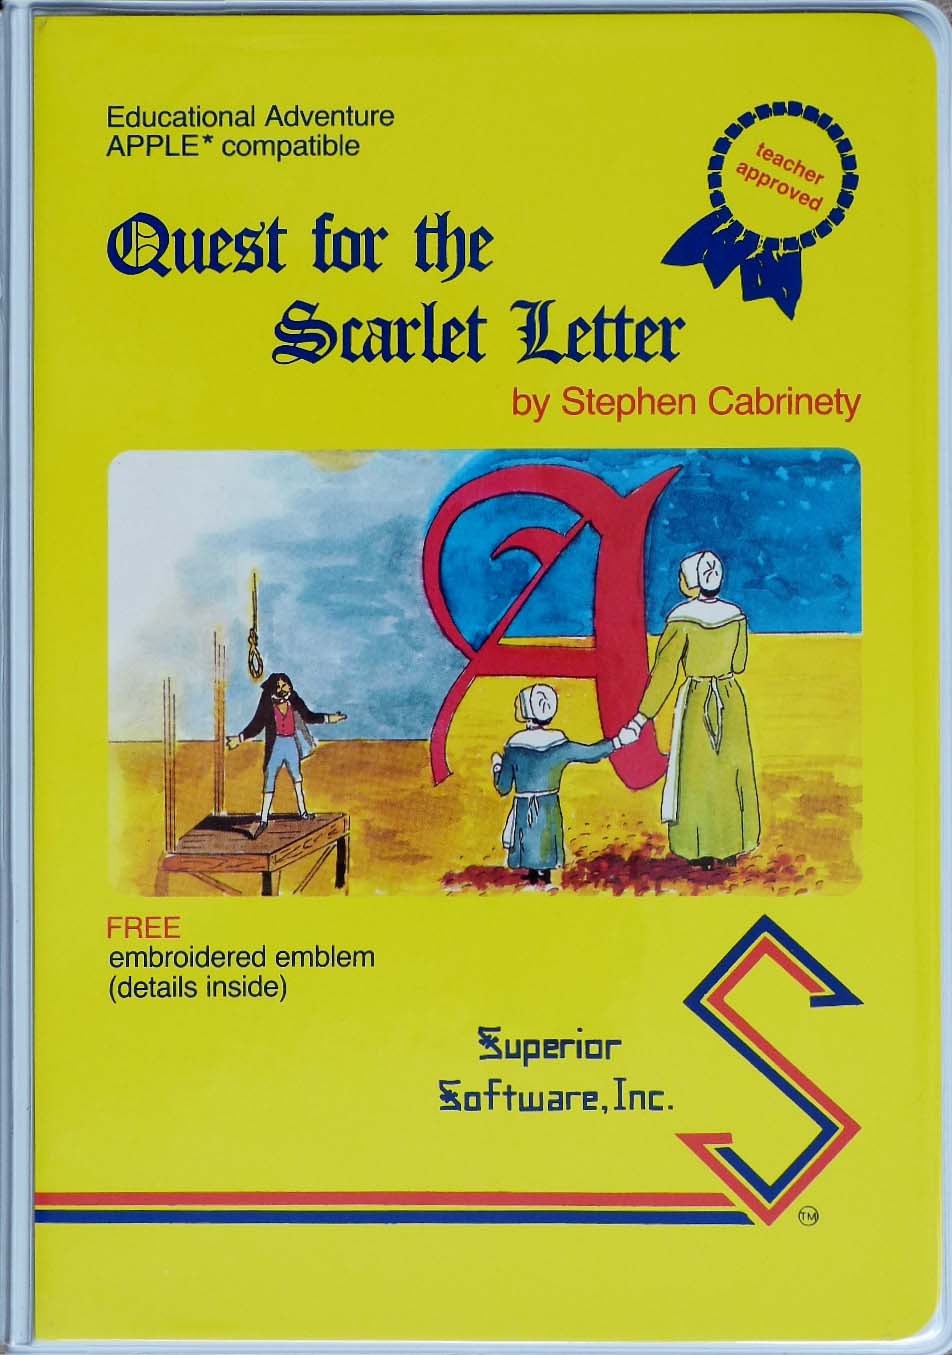 Educational Adventure
APPLE* compatible
teacher
approved
Quest for the
Scarlet Letter
by Stephen Cabrinety
A
FREE
embroidered emblem
(details inside)
Superior
Software, Inc.
S
TM